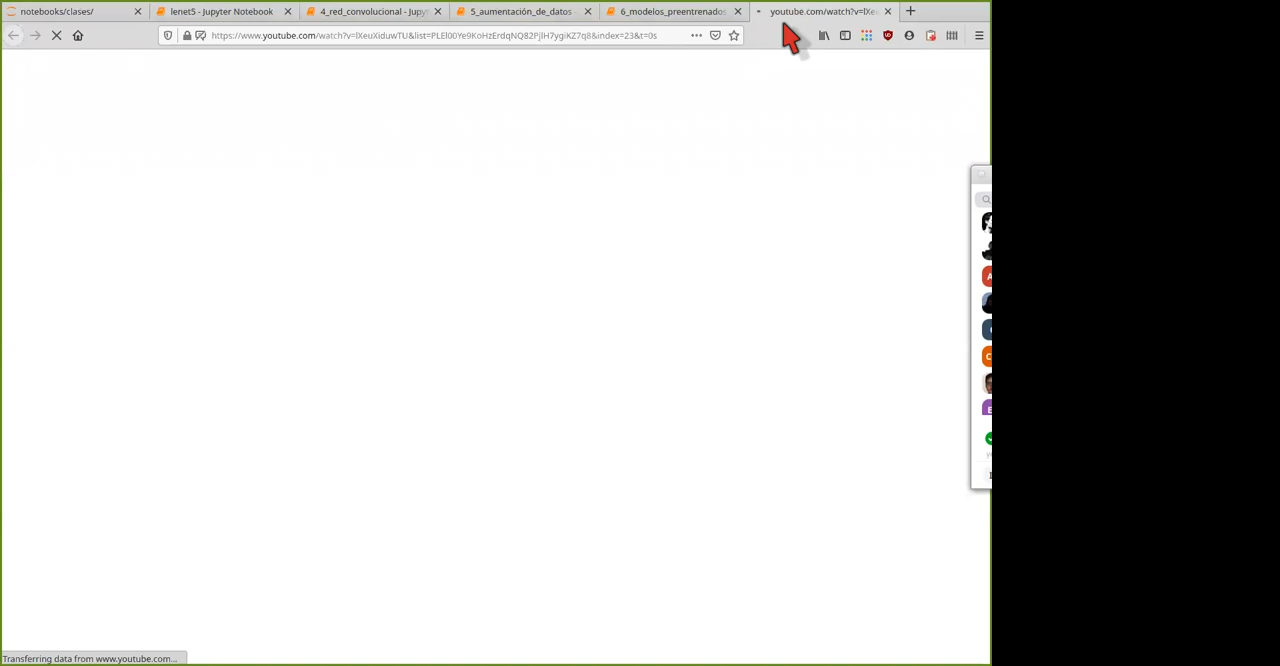 notebooks/clases/
lenet5 - Jupyter Notebook
4_red_convolucional - Jupyt
5_aumentación_de_datos
6_modelos_preentrenados
youtube.com/watch?v=lXeu
https://www.youtube.com/watch?v=lXeuXiduwTU&list=PLEl00Ye9KoHzErdqNQ82PjlH7ygiKZ7q8&index=23&t=0s
A
C
E
Transferring data from www.youtube.com...